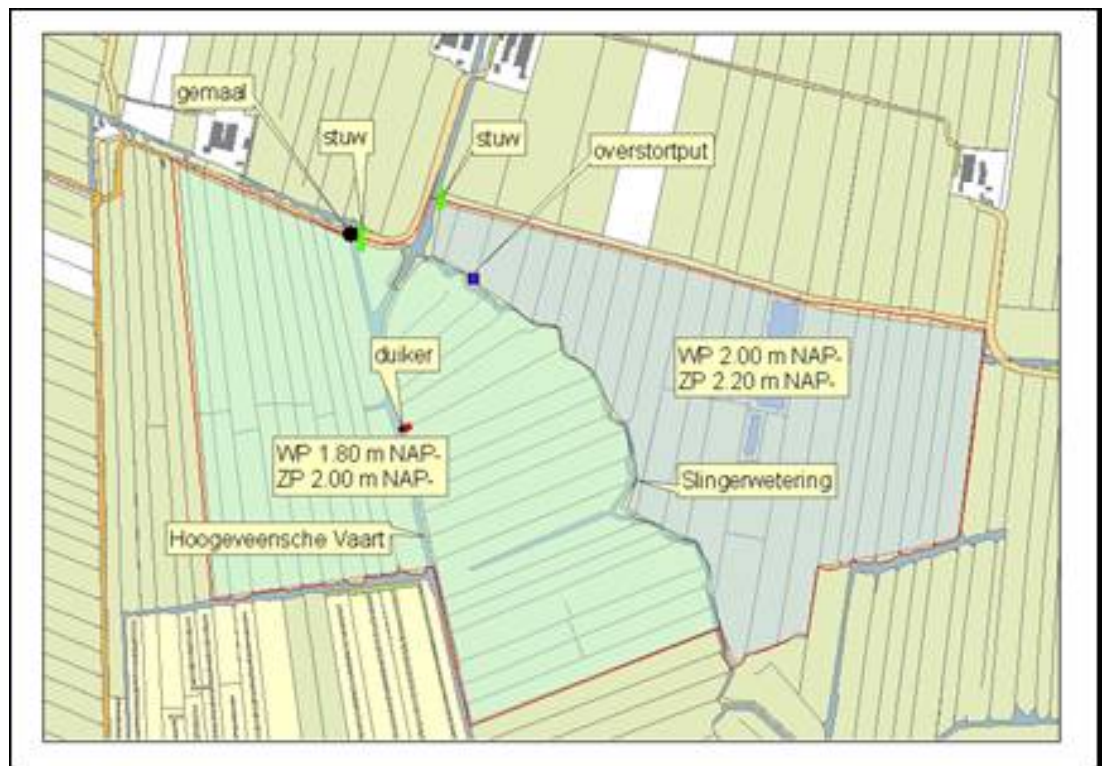 gemaal
stuw
stuw
overstortput
duiker
WP 2.00 m NAP-
ZP 2.20 m NAP-
WP 1.80 m NAP-
ZP 2.00 m NAP-
Slingerwetering
Hoogeveensche Vaart